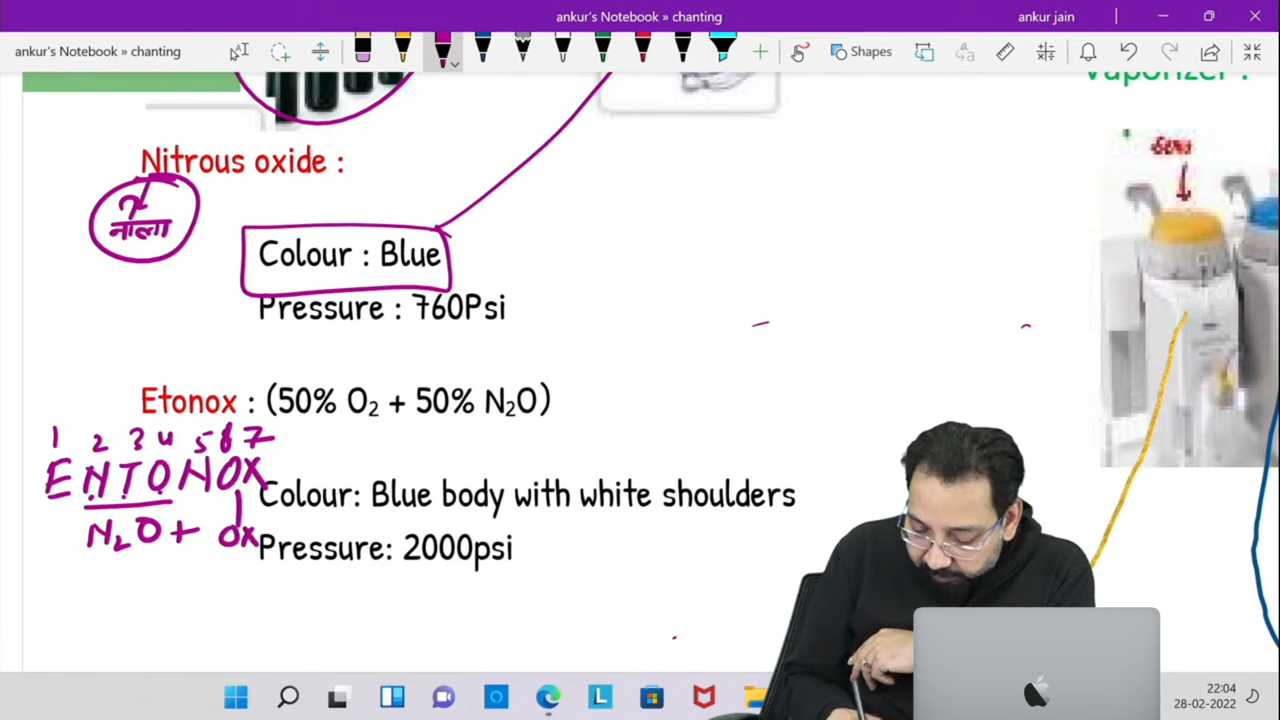 ankur's Notebook » chanting
ankur jain
ankur's Notebook » chanting
Shapes
Vaporizer :
Nitrous oxide :
नाला
Colour : Blue
Pressure : 760Psi
Etonox : (50% O₂ + 50% N₂O)
1 2 3 4 5 6 7
ENTONOX
Colour: Blue body with white shoulders
N₂O + Ox
Pressure: 2000psi
22:04
28-02-2022